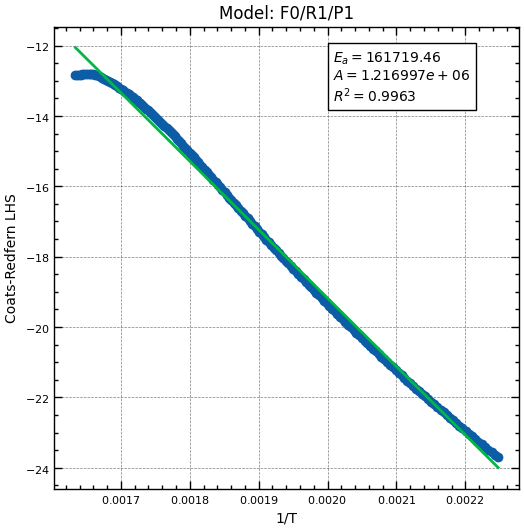 Model: F0/R1/P1
−12
−14
−16
−18
−20
−22
−24
Coats-Redfern LHS
E_a = 161719.46
A = 1.216997e + 06
R² = 0.9963
0.0017 0.0018 0.0019 0.0020 0.0021 0.0022
1/T